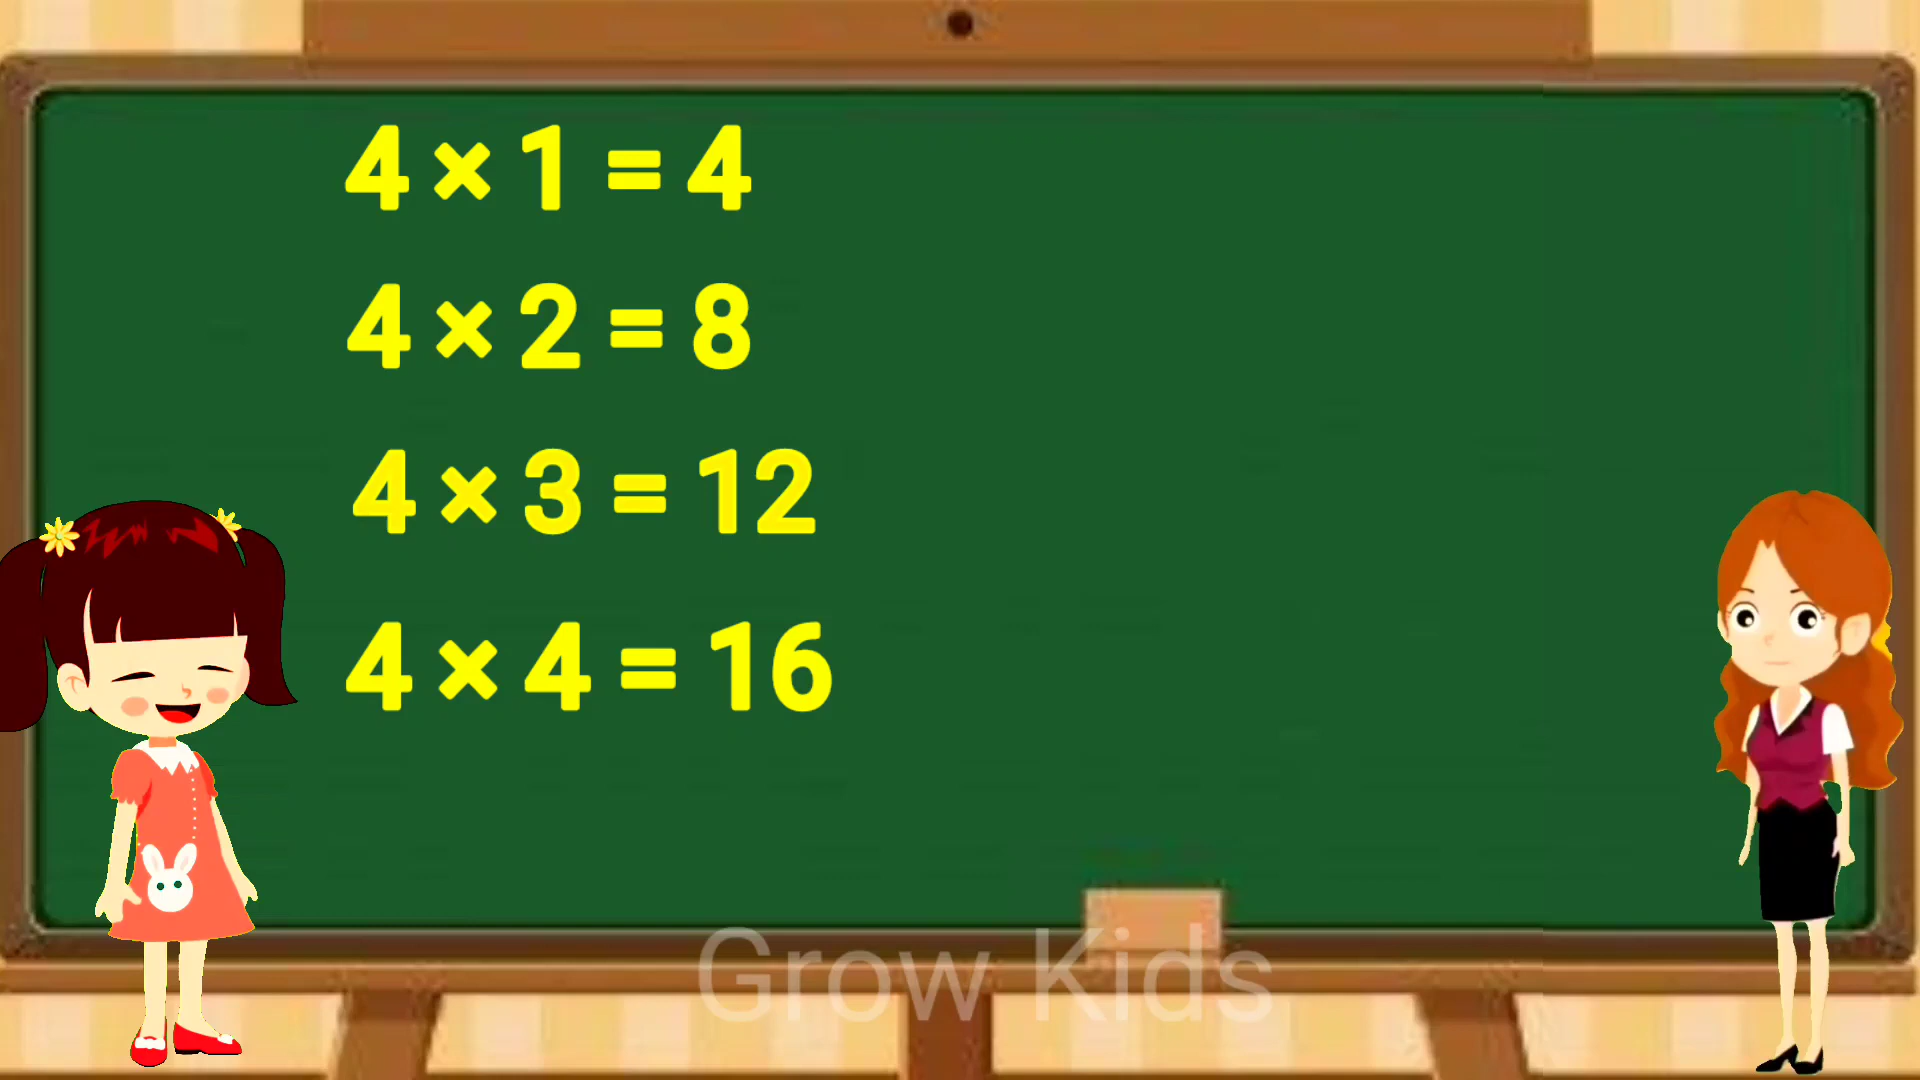 4 × 1 = 4
4 × 2 = 8
4 × 3 = 12
4 × 4 = 16
Grow Kids